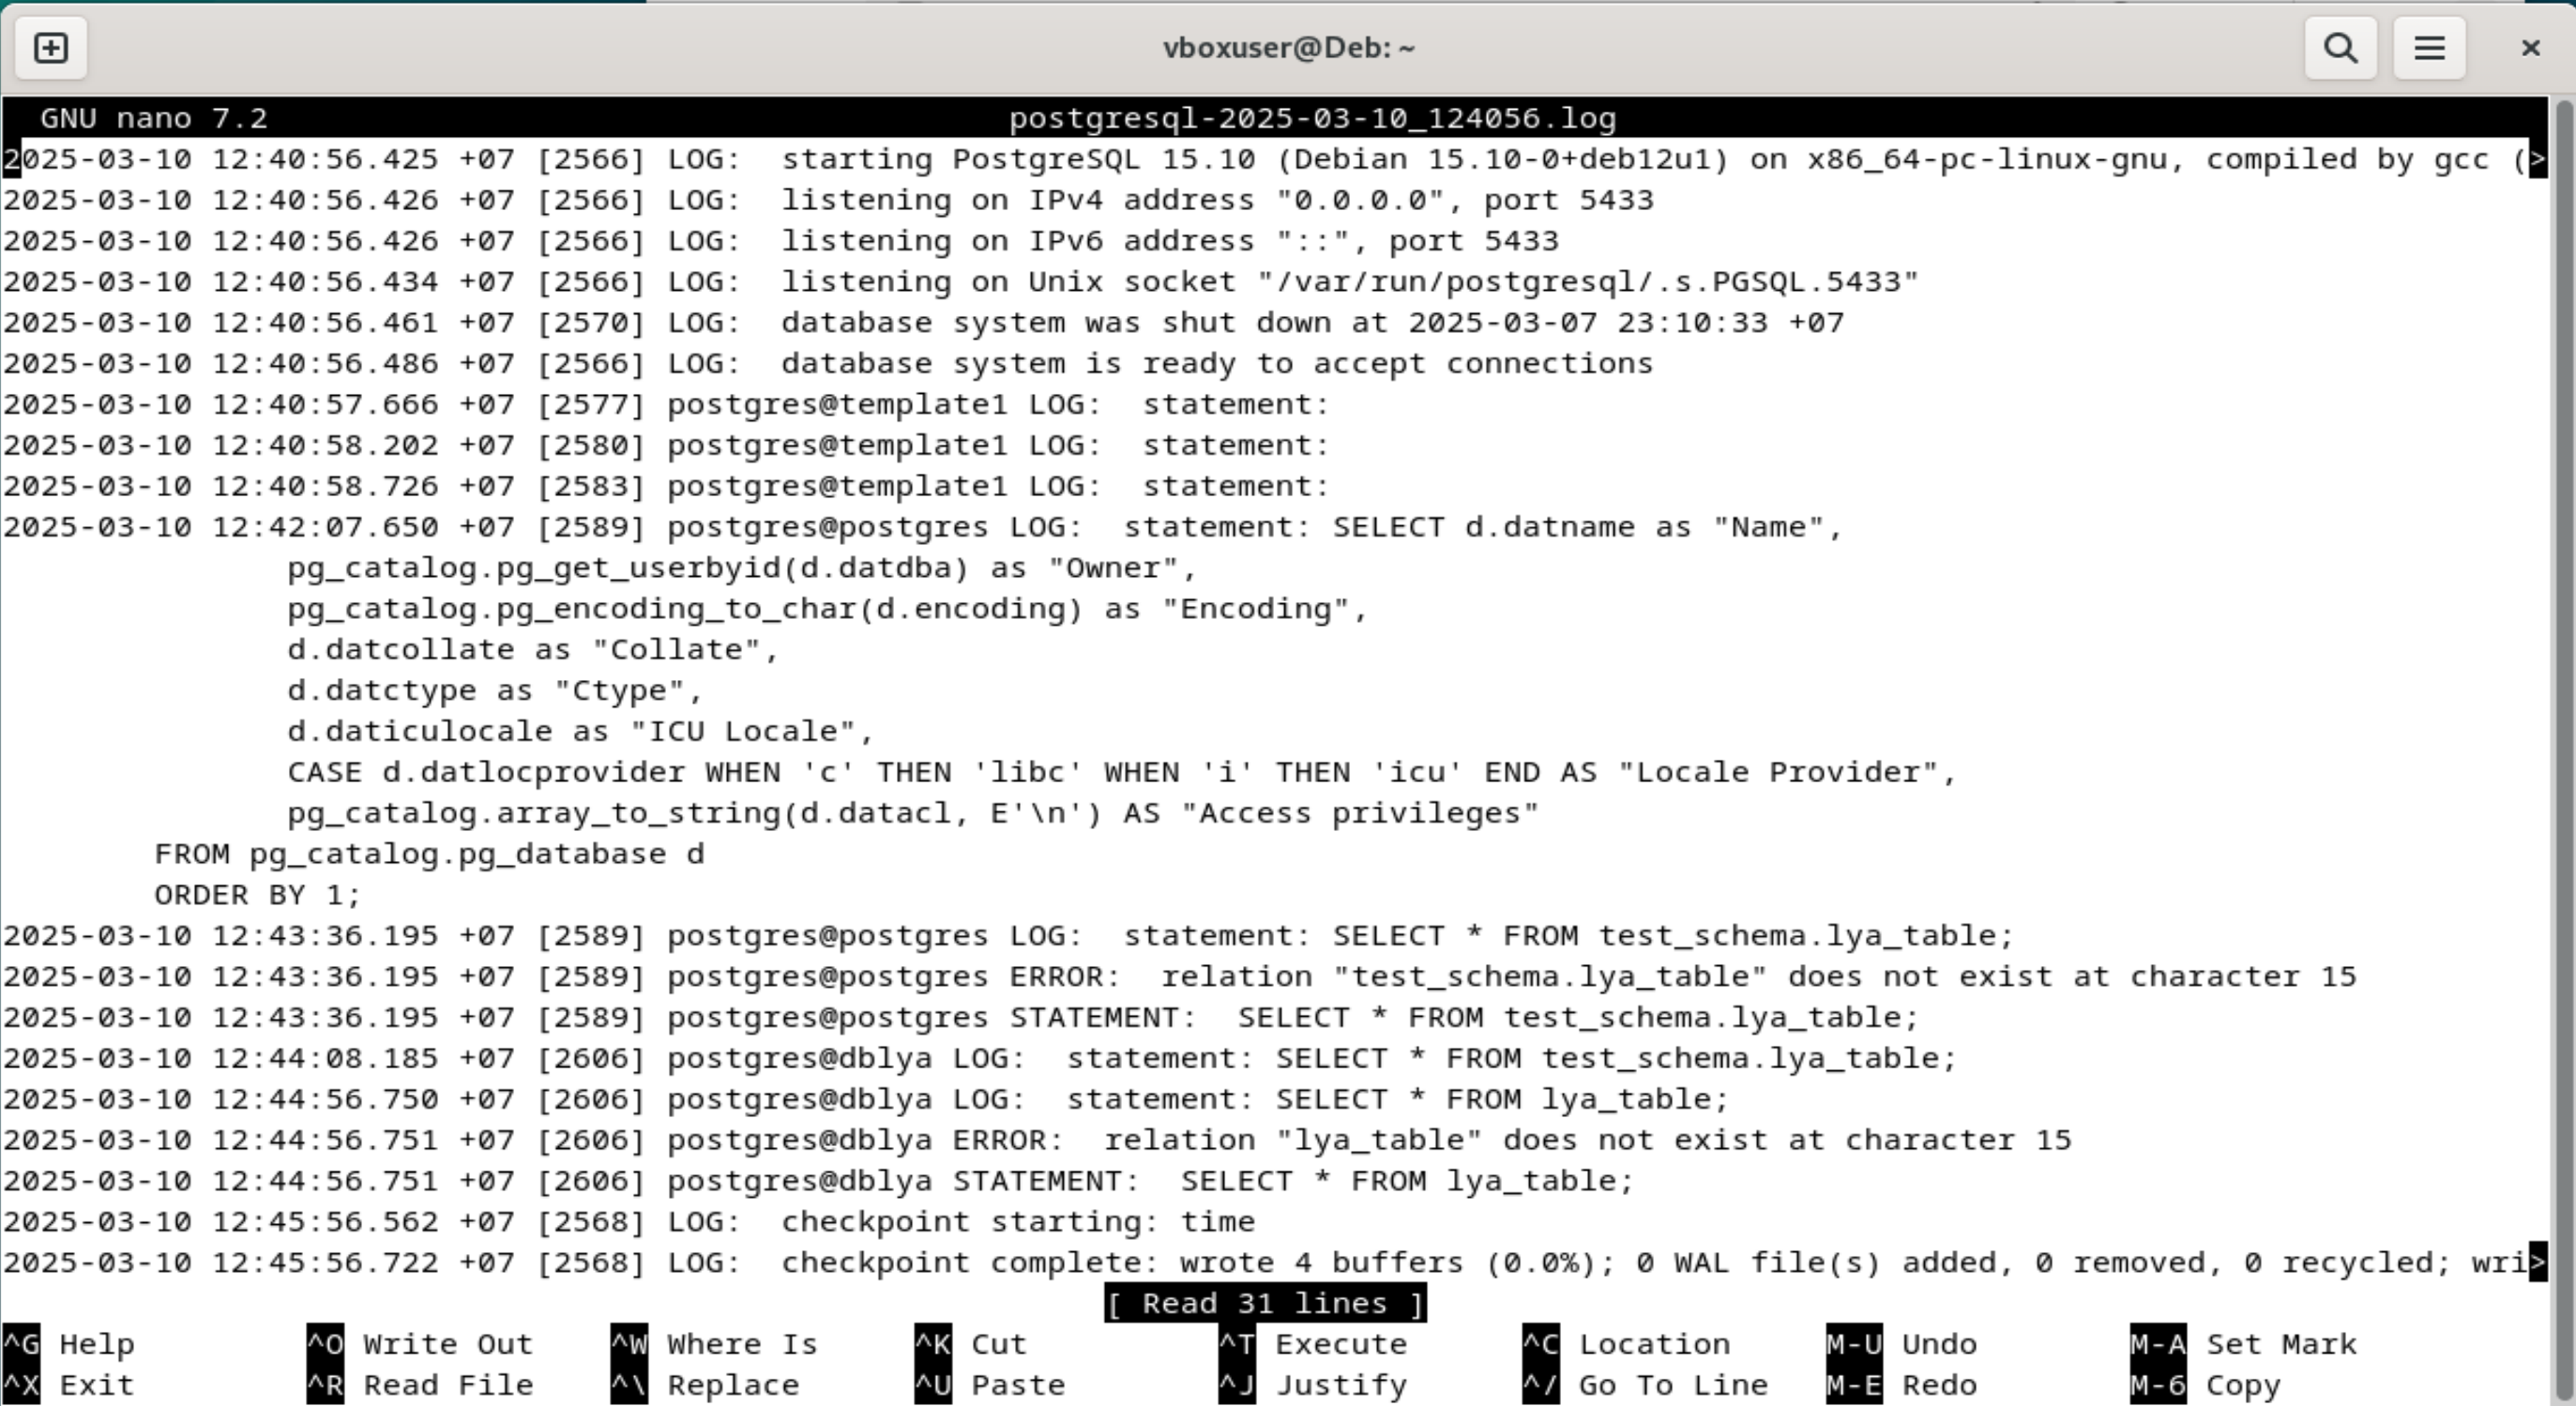 vboxuser@Deb: ~
GNU nano 7.2 postgresql-2025-03-10_124056.log
2025-03-10 12:40:56.425 +07 [2566] LOG:  starting PostgreSQL 15.10 (Debian 15.10-0+deb12u1) on x86_64-pc-linux-gnu, compiled by gcc (>
2025-03-10 12:40:56.426 +07 [2566] LOG:  listening on IPv4 address "0.0.0.0", port 5433
2025-03-10 12:40:56.426 +07 [2566] LOG:  listening on IPv6 address "::", port 5433
2025-03-10 12:40:56.434 +07 [2566] LOG:  listening on Unix socket "/var/run/postgresql/.s.PGSQL.5433"
2025-03-10 12:40:56.461 +07 [2570] LOG:  database system was shut down at 2025-03-07 23:10:33 +07
2025-03-10 12:40:56.486 +07 [2566] LOG:  database system is ready to accept connections
2025-03-10 12:40:57.666 +07 [2577] postgres@template1 LOG:  statement:
2025-03-10 12:40:58.202 +07 [2580] postgres@template1 LOG:  statement:
2025-03-10 12:40:58.726 +07 [2583] postgres@template1 LOG:  statement:
2025-03-10 12:42:07.650 +07 [2589] postgres@postgres LOG:  statement: SELECT d.datname as "Name",
pg_catalog.pg_get_userbyid(d.datdba) as "Owner",
pg_catalog.pg_encoding_to_char(d.encoding) as "Encoding",
d.datcollate as "Collate",
d.datctype as "Ctype",
d.daticulocale as "ICU Locale",
CASE d.datlocprovider WHEN 'c' THEN 'libc' WHEN 'i' THEN 'icu' END AS "Locale Provider",
pg_catalog.array_to_string(d.datacl, E'\n') AS "Access privileges"
FROM pg_catalog.pg_database d
ORDER BY 1;
2025-03-10 12:43:36.195 +07 [2589] postgres@postgres LOG:  statement: SELECT * FROM test_schema.lya_table;
2025-03-10 12:43:36.195 +07 [2589] postgres@postgres ERROR:  relation "test_schema.lya_table" does not exist at character 15
2025-03-10 12:43:36.195 +07 [2589] postgres@postgres STATEMENT:  SELECT * FROM test_schema.lya_table;
2025-03-10 12:44:08.185 +07 [2606] postgres@dblya LOG:  statement: SELECT * FROM test_schema.lya_table;
2025-03-10 12:44:56.750 +07 [2606] postgres@dblya LOG:  statement: SELECT * FROM lya_table;
2025-03-10 12:44:56.751 +07 [2606] postgres@dblya ERROR:  relation "lya_table" does not exist at character 15
2025-03-10 12:44:56.751 +07 [2606] postgres@dblya STATEMENT:  SELECT * FROM lya_table;
2025-03-10 12:45:56.562 +07 [2568] LOG:  checkpoint starting: time
2025-03-10 12:45:56.722 +07 [2568] LOG:  checkpoint complete: wrote 4 buffers (0.0%); 0 WAL file(s) added, 0 removed, 0 recycled; wri>
[ Read 31 lines ]
^G Help ^O Write Out ^W Where Is ^K Cut ^T Execute ^C Location M-U Undo M-A Set Mark
^X Exit ^R Read File ^\ Replace ^U Paste ^J Justify ^/ Go To Line M-E Redo M-6 Copy